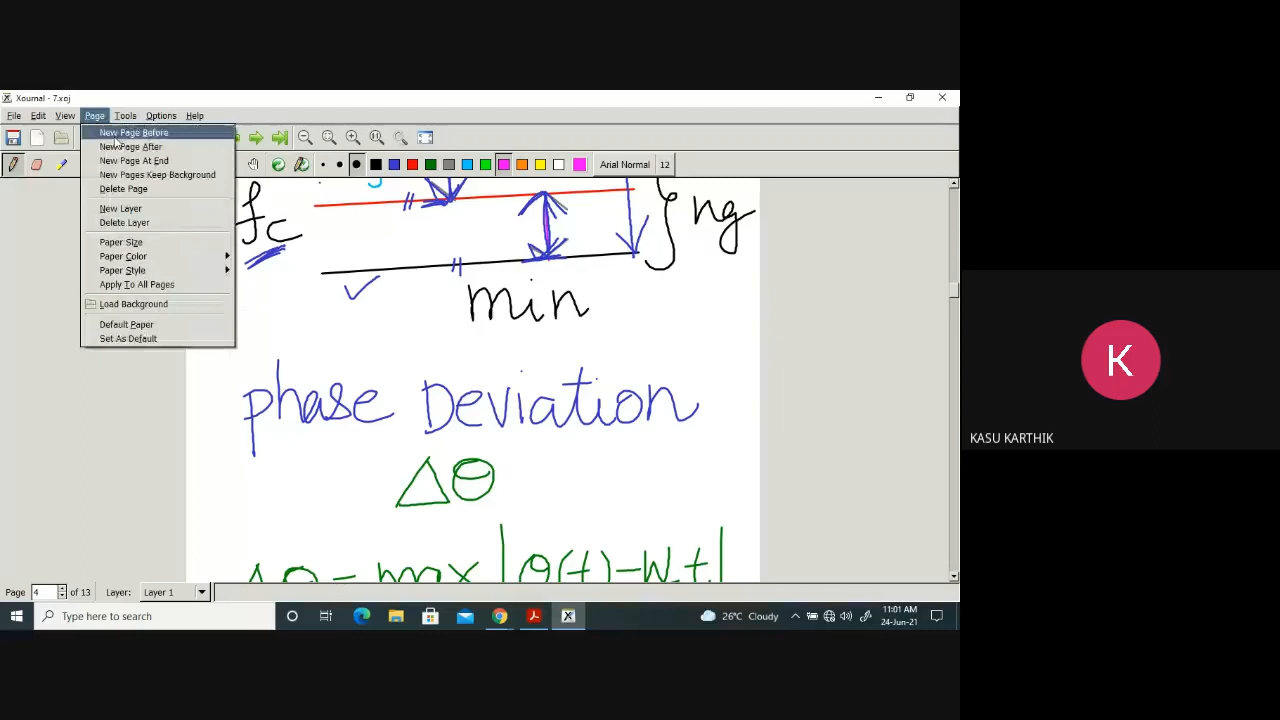 Xournal - 7.xoj
File Edit View Page Tools Options Help
New Page Before
New Page After
New Page At End
New Pages Keep Background
Delete Page
New Layer
Delete Layer
Paper Size
Paper Color
Paper Style
Apply To All Pages
Load Background
Default Paper
Set As Default
Arial Normal 12
fc
ng
min
phase Deviation
Δθ
Δθ = max |θ(t) - Wct|
Page 4 of 13 Layer: Layer 1
Type here to search
26°C Cloudy
11:01 AM
24-Jun-21
K
KASU KARTHIK